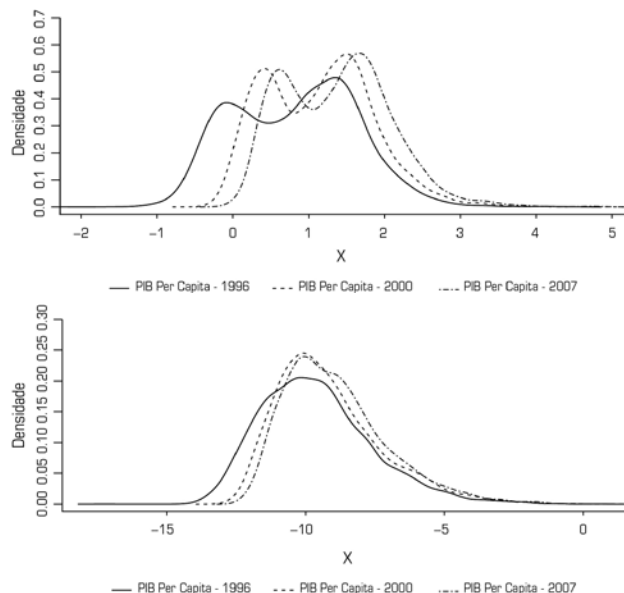 0.7
0.6
0.5
0.4
0.3
0.2
0.1
0.0
Densidade
-2 -1 0 1 2 3 4 5
X
PIB Per Capita - 1996 PIB Per Capita - 2000 PIB Per Capita - 2007
0.30
0.25
0.20
0.15
0.10
0.05
0.00
Densidade
-15 -10 -5 0
X
PIB Per Capita - 1996 PIB Per Capita - 2000 PIB Per Capita - 2007